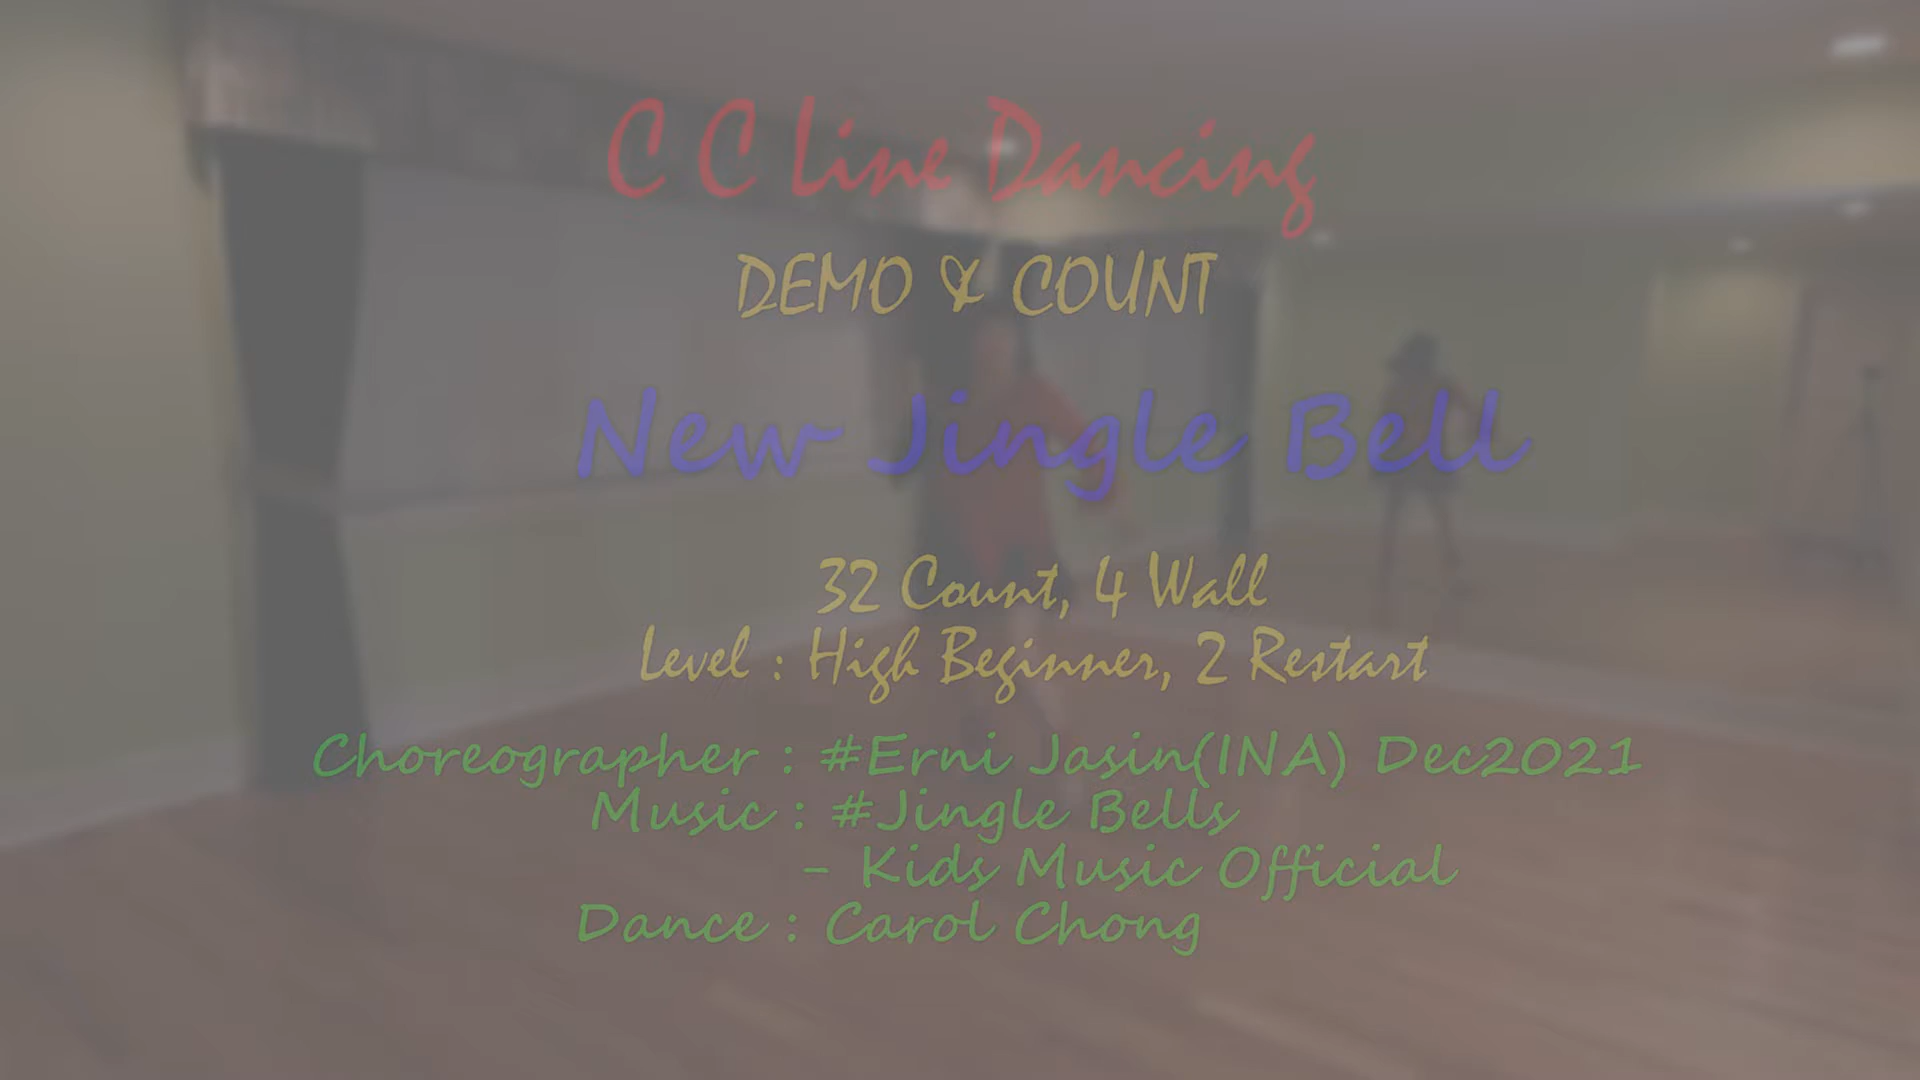 C C Line Dancing
DEMO & COUNT
New Jingle Bell
32 Count, 4 Wall
Level : High Beginner, 2 Restart
Choreographer : #Erni Jasin(INA) Dec2021
Music : #Jingle Bells
- Kids Music Official
Dance : Carol Chong